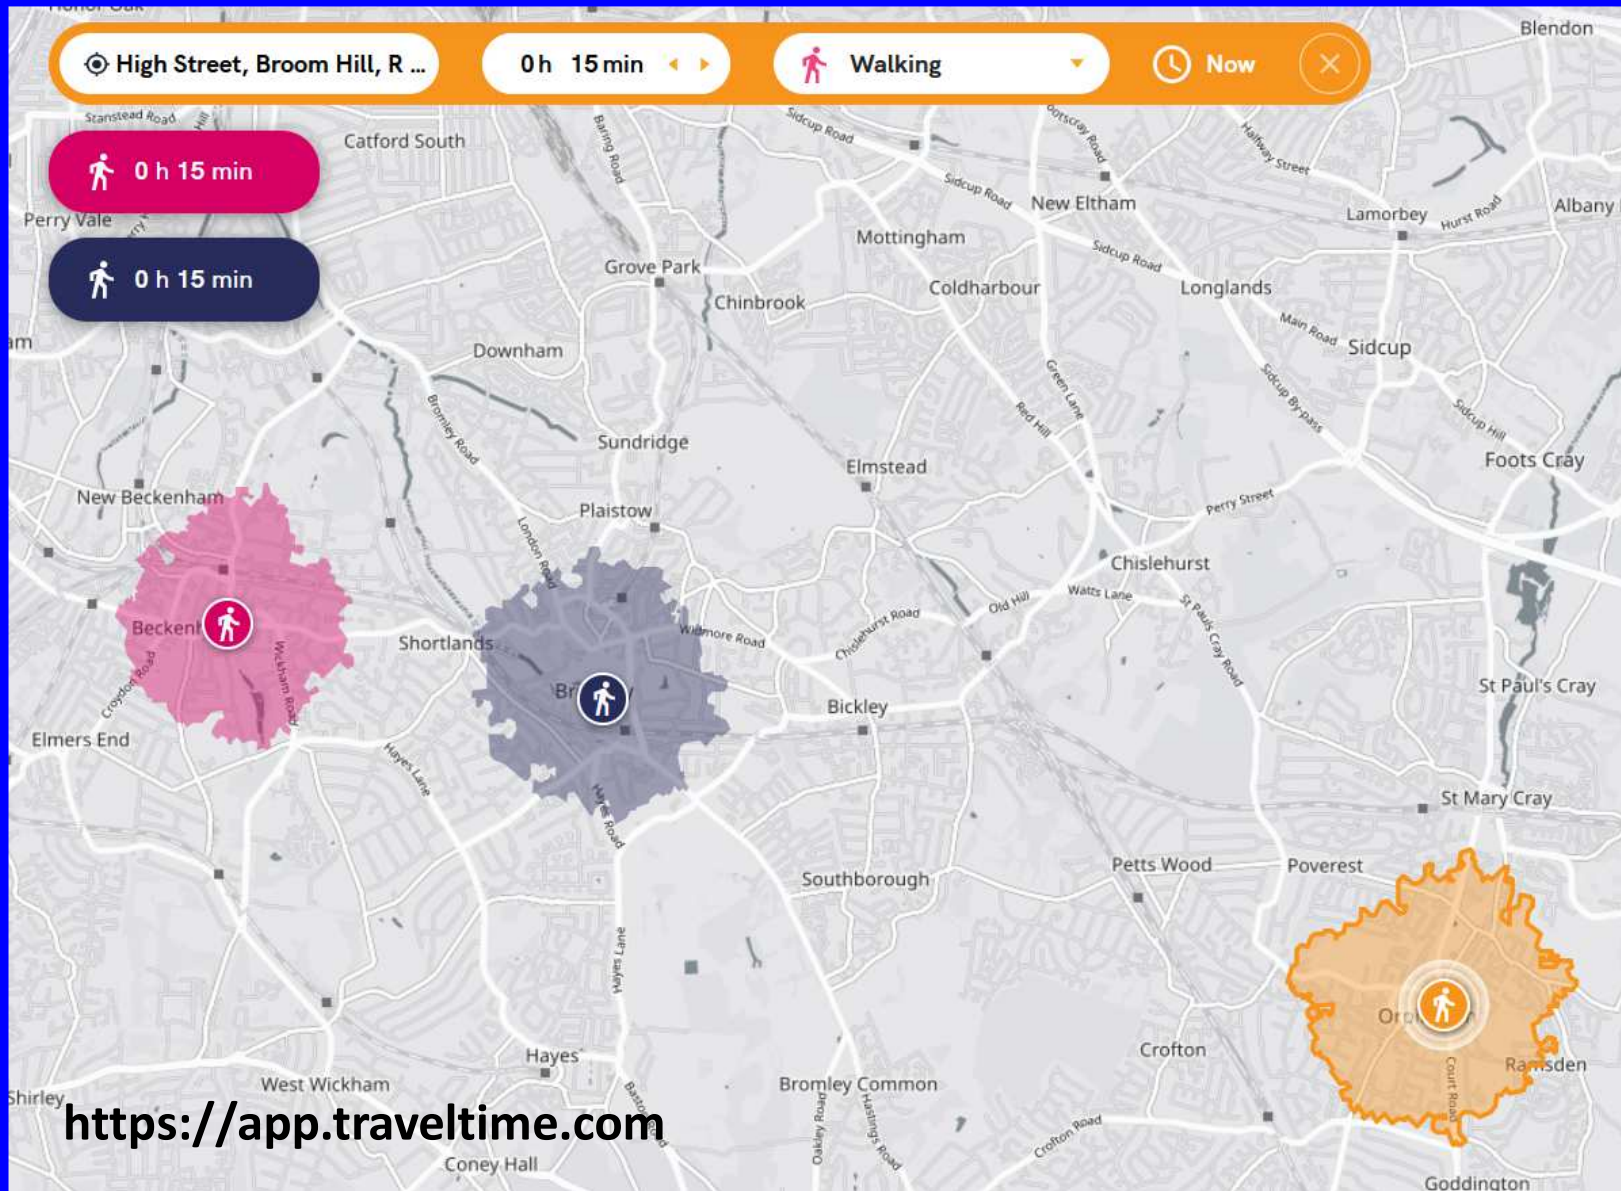 Blendon
High Street, Broom Hill, R ...
0 h 15 min
Walking
Now
Stanstead Road
Hill
Catford South
Baring Road
Sidcup Road
Halfway Street
0 h 15 min
Perry Vale
Sidcup Road
New Eltham
Lamorbey
Hurst Road
Albany
Mottingham
Sidcup Road
Grove Park
0 h 15 min
Chinbrook
Coldharbour
Longlands
Main Road
Sidcup
Downham
Green Lane
Sidcup By-pass
Bromley Road
Red Hill
Sidcup Hill
Sundridge
Elmstead
Foots Cray
New Beckenham
Plaistow
Perry Street
London Road
Chislehurst
Watts Lane
Old Hill
St Pauls Cray Road
Shortlands
Widmore Road
Chislehurst Road
Wickham Road
Croydon Road
St Paul's Cray
Bickley
Elmers End
Hayes Lane
Hayes Road
St Mary Cray
Petts Wood
Poverest
Southborough
Hayes Lane
Crofton
Hayes
Court Road
West Wickham
Bromley Common
Shirley
https://app.traveltime.com
Oakley Road
Hastings Road
Crofton Road
Coney Hall
Goddington